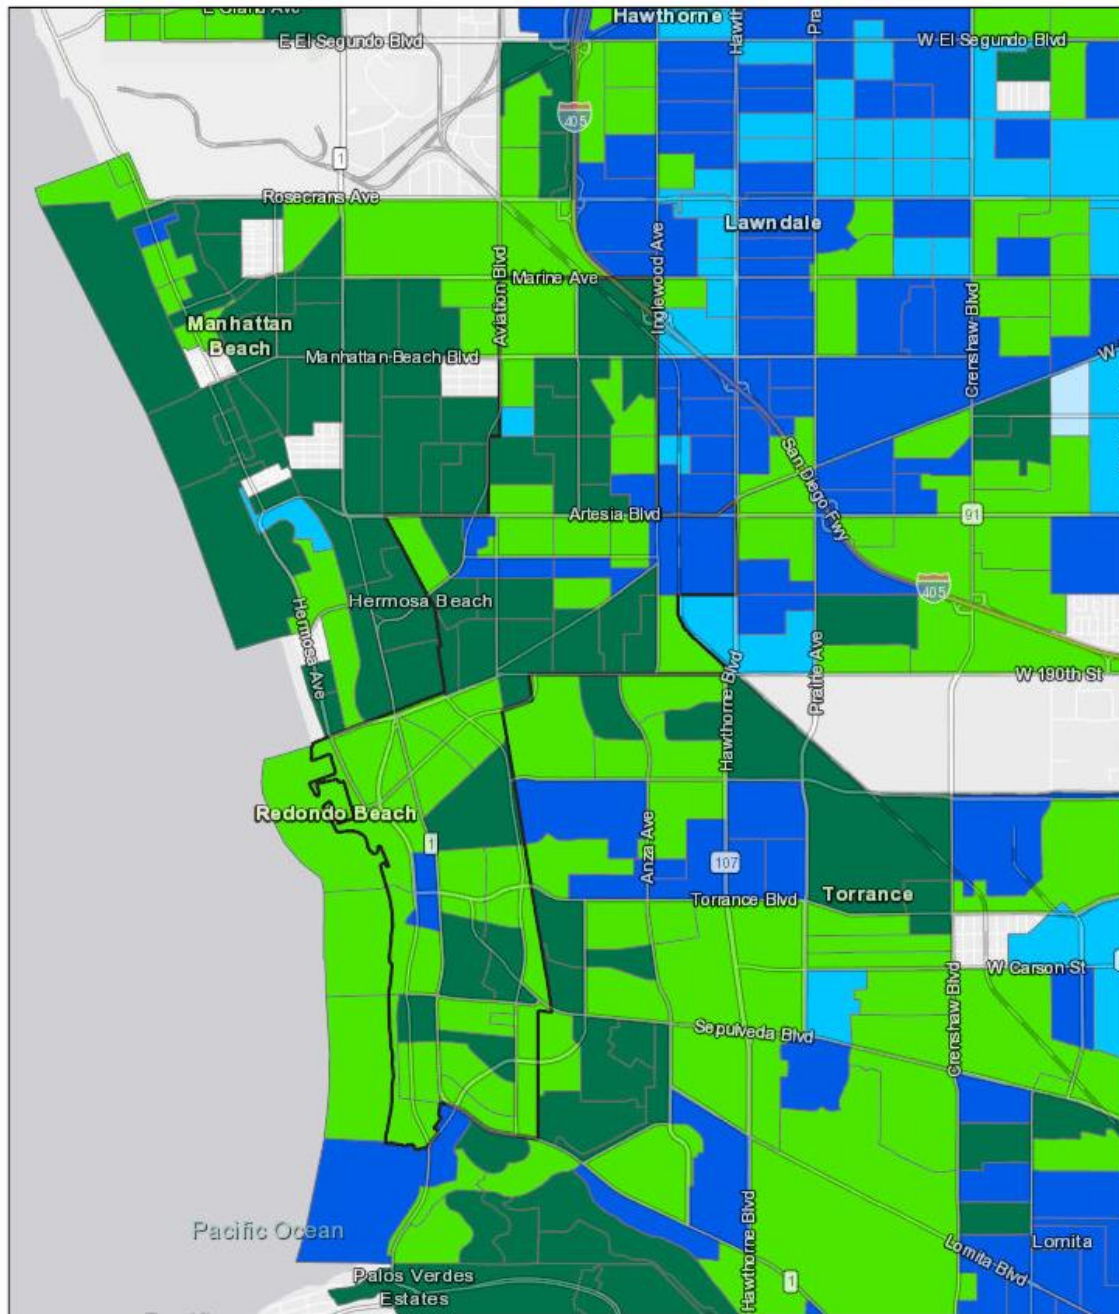 Hawthorne
E El Segundo Blvd
W El Segundo Blvd
405
1
Rosecrans Ave
Lawndale
Aviation Blvd
Marine Ave
Inglewood Ave
Crenshaw Blvd
Manhattan
Beach
Manhattan Beach Blvd
W
San Diego Fwy
Artesia Blvd
91
405
Hermosa Beach
Hermosa Ave
Prairie Ave
Hawthorne Blvd
W 190th St
Redondo Beach
1
Anza Ave
107
Torrance
Torrance Blvd
W Carson St
Crenshaw Blvd
Sepulveda Blvd
Pacific Ocean
Hawthorne Blvd
Lomita
Lomita Blvd
Palos Verdes
Estates
1